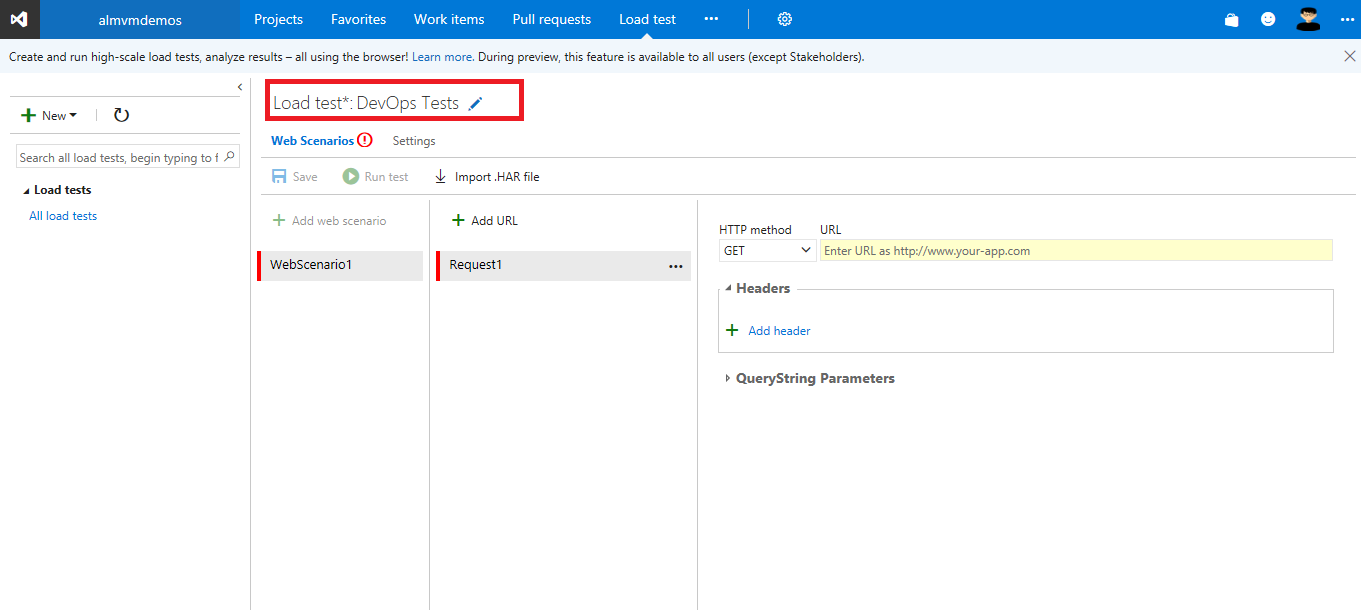 almvmdemos
Projects
Favorites
Work items
Pull requests
Load test
Create and run high-scale load tests, analyze results – all using the browser! Learn more. During preview, this feature is available to all users (except Stakeholders).
New
Search all load tests, begin typing to f
Load tests
All load tests
Load test*: DevOps Tests
Web Scenarios
Settings
Save
Run test
Import .HAR file
Add web scenario
WebScenario1
Add URL
Request1
HTTP method
URL
GET
Enter URL as http://www.your-app.com
Headers
Add header
QueryString Parameters